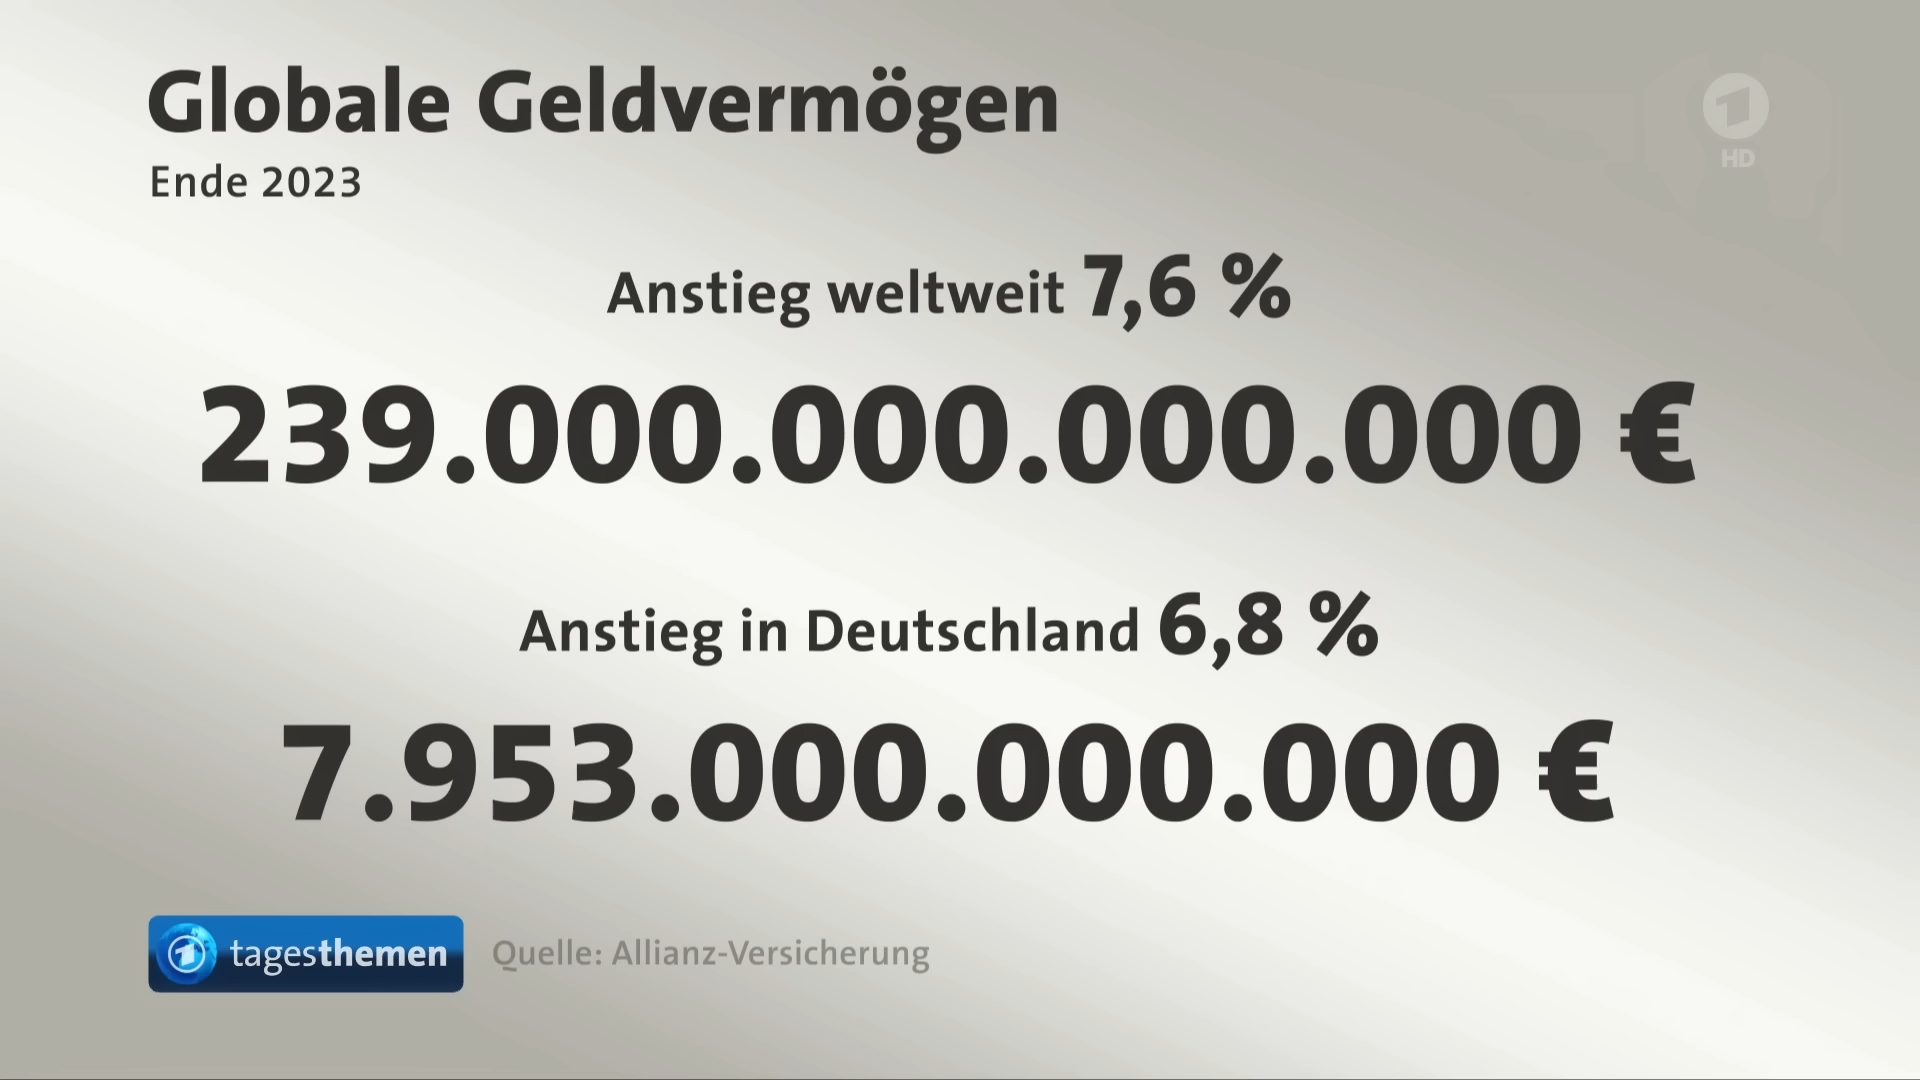 Globale Geldvermögen
Ende 2023
HD
Anstieg weltweit 7,6 %
239.000.000.000.000 €
Anstieg in Deutschland 6,8 %
7.953.000.000.000 €
tagesthemen
Quelle: Allianz-Versicherung